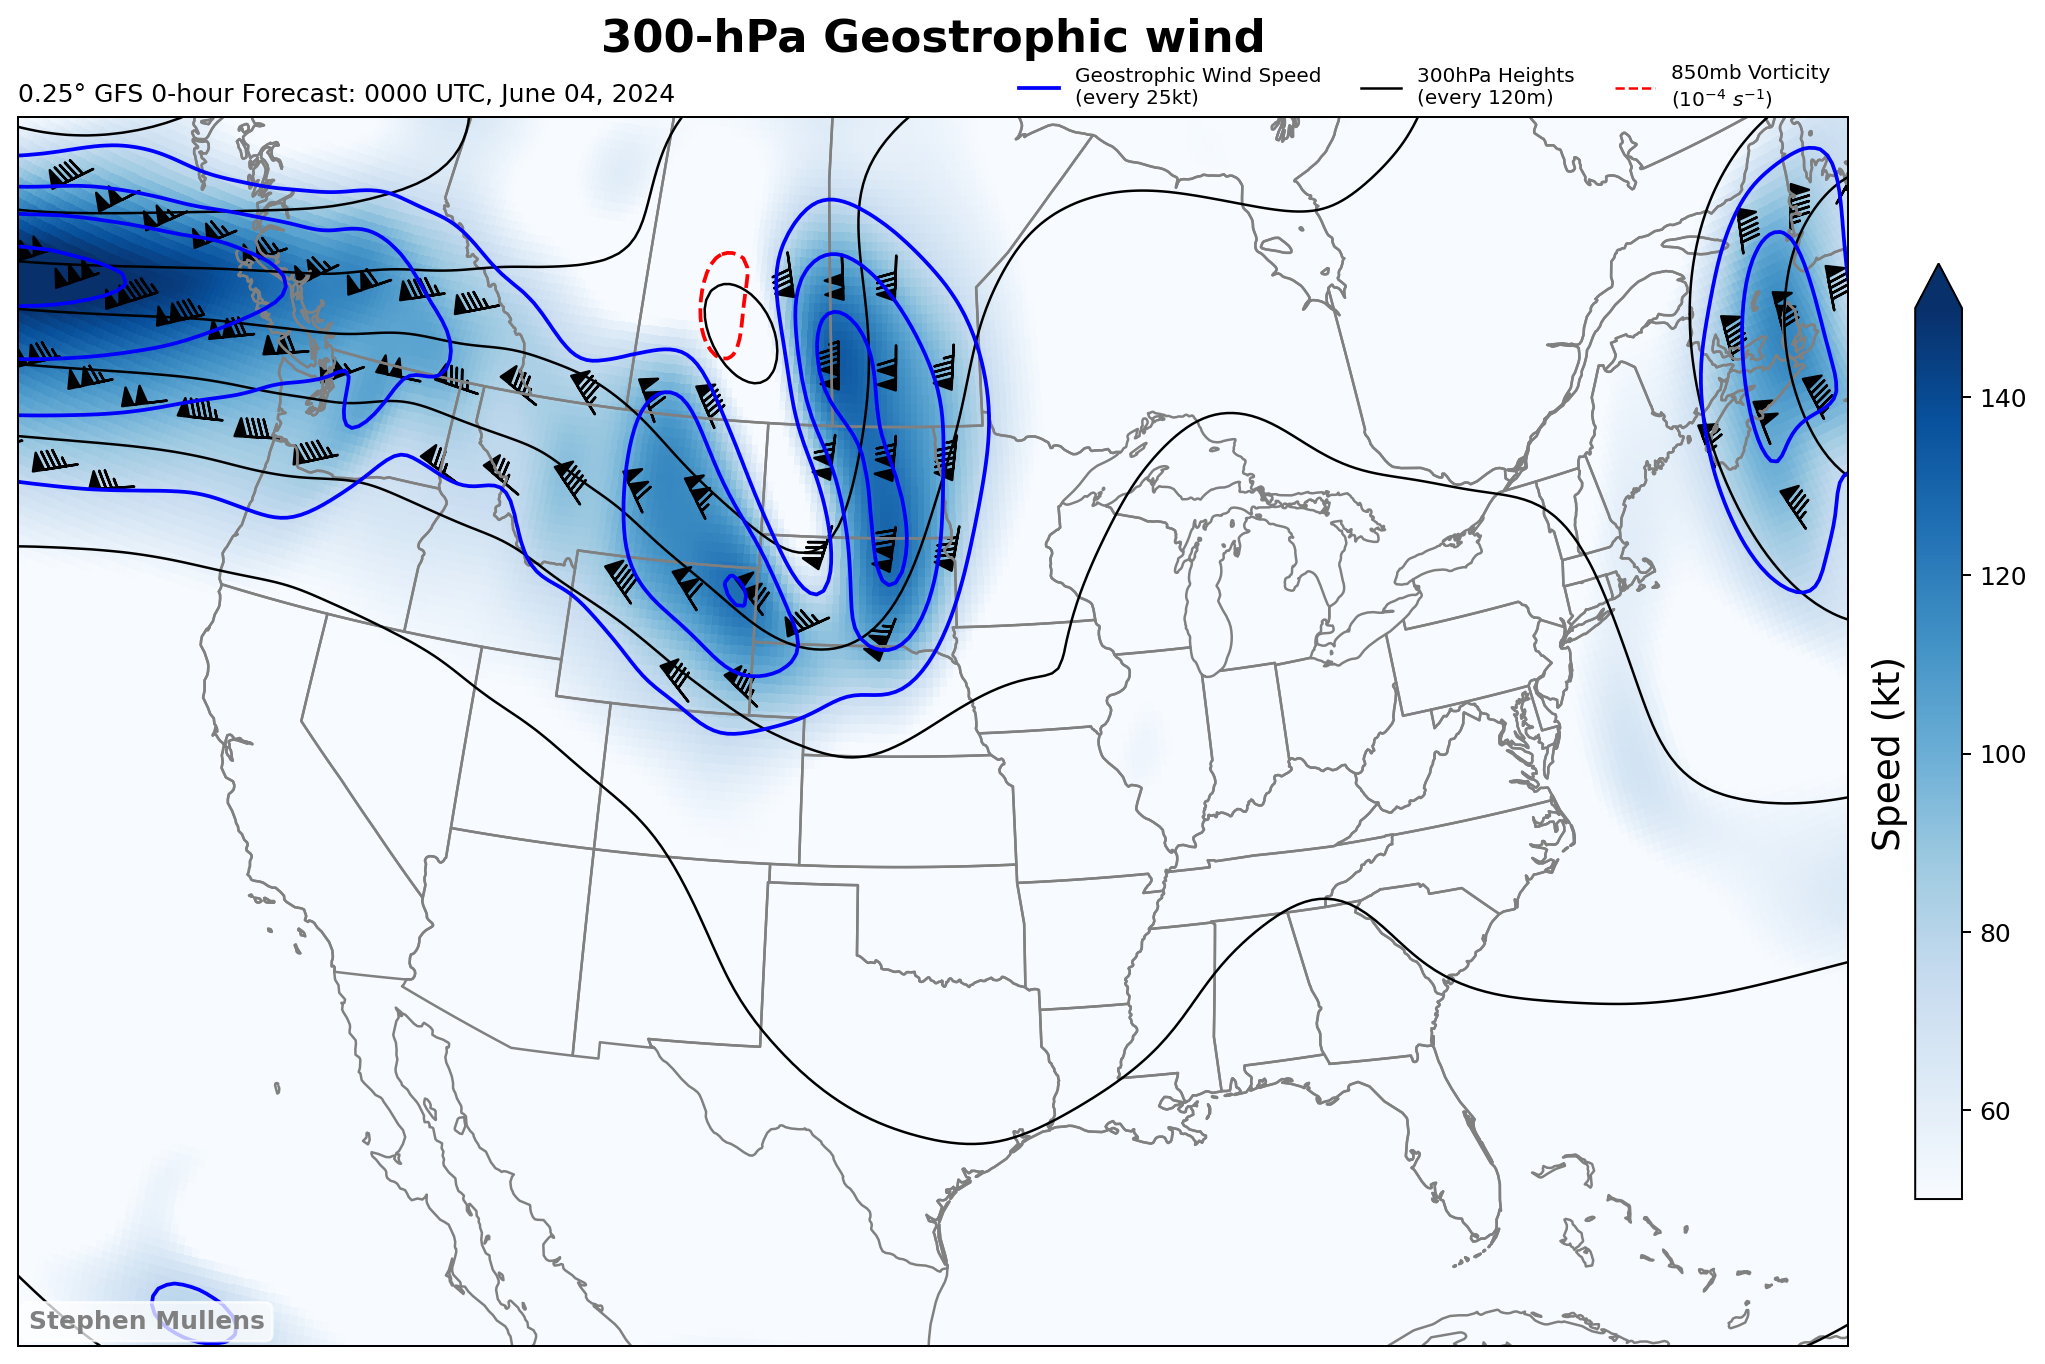 300-hPa Geostrophic wind
0.25° GFS 0-hour Forecast: 0000 UTC, June 04, 2024
Geostrophic Wind Speed
(every 25kt)
300hPa Heights
(every 120m)
850mb Vorticity
(10⁻⁴ s⁻¹)
140
120
100
80
60
Speed (kt)
Stephen Mullens